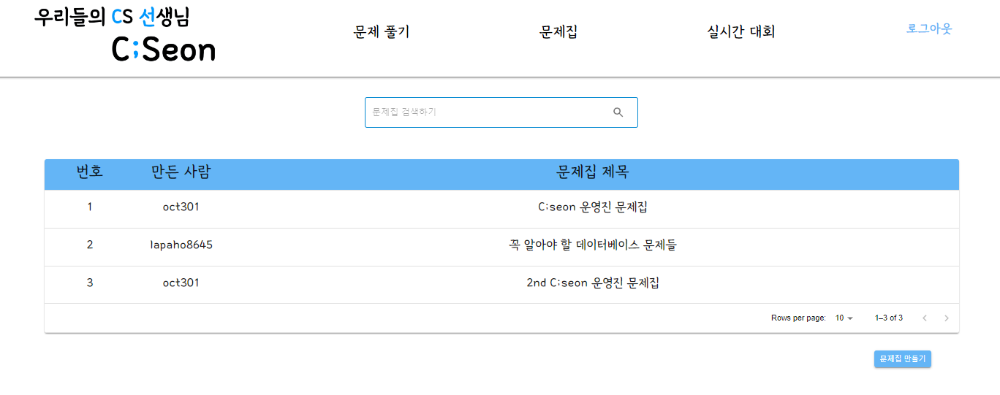 우리들의 CS 선생님
C;Seon
문제 풀기 문제집 실시간 대회 로그아웃
문제집 검색하기
번호 만든 사람 문제집 제목
1 oct301 C;seon 운영진 문제집
2 lapaho8645 꼭 알아야 할 데이터베이스 문제들
3 oct301 2nd C;seon 운영진 문제집
Rows per page: 10 1–3 of 3
문제집 만들기